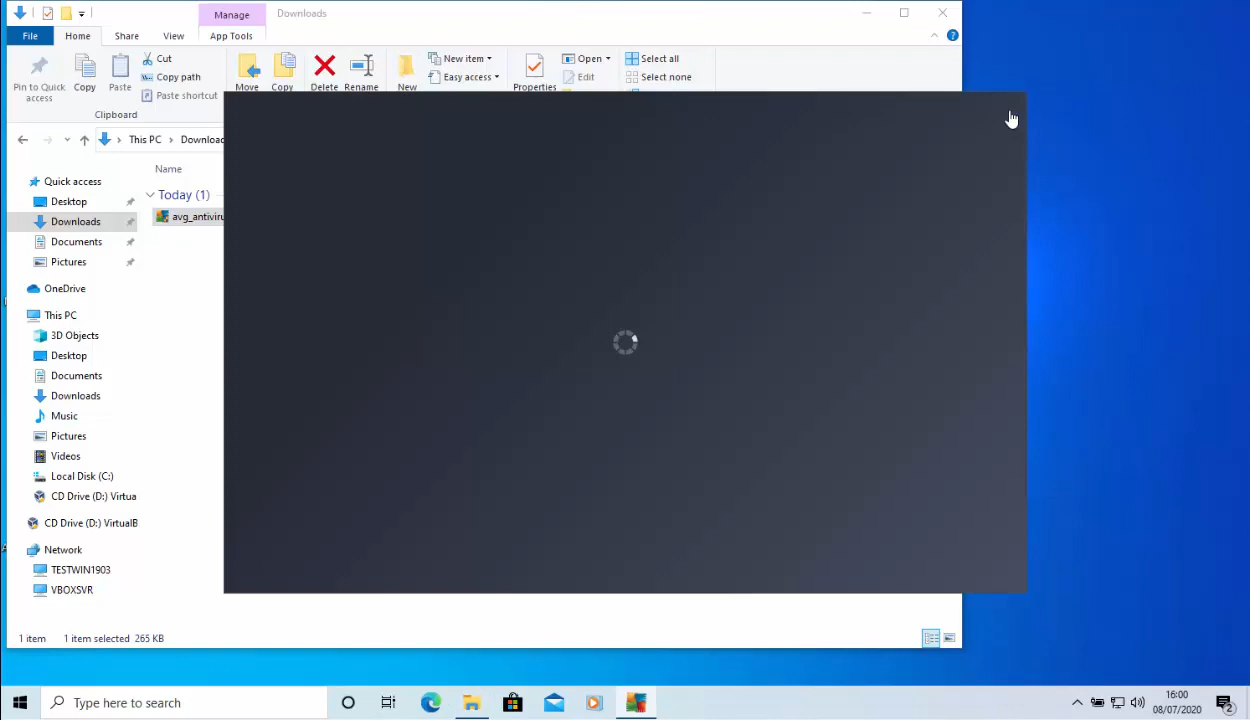 Manage
Downloads
File
Home
Share
View
App Tools
Pin to Quick
access
Copy
Paste
Cut
Copy path
Paste shortcut
Clipboard
Move
Copy
Delete
Rename
New
New item
Easy access
Properties
Open
Edit
Select all
Select none
This PC
Downloac
Name
Today (1)
avg_antiviru
Quick access
Desktop
Downloads
Documents
Pictures
OneDrive
This PC
3D Objects
Desktop
Documents
Downloads
Music
Pictures
Videos
Local Disk (C:)
CD Drive (D:) Virtua
CD Drive (D:) VirtualB
Network
TESTWIN1903
VBOXSVR
1 item
1 item selected 265 KB
Type here to search
16:00
08/07/2020
2